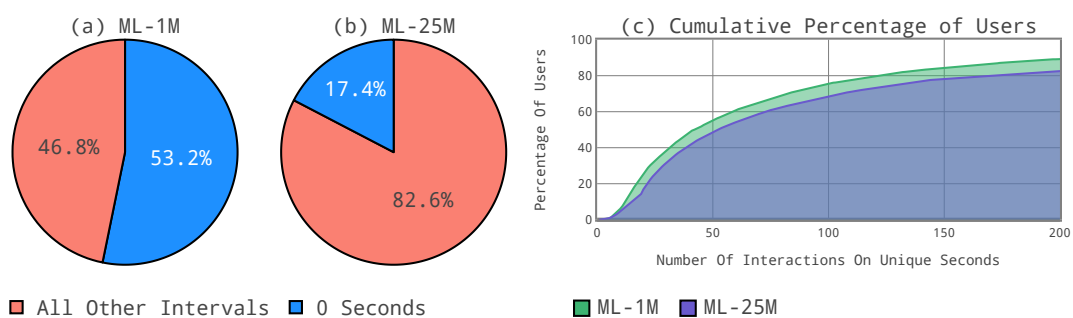 (a) ML-1M
46.8%
53.2%
(b) ML-25M
17.4%
82.6%
All Other Intervals
0 Seconds
(c) Cumulative Percentage of Users
Percentage Of Users
100
80
60
40
20
0
0
50
100
150
200
Number Of Interactions On Unique Seconds
ML-1M
ML-25M